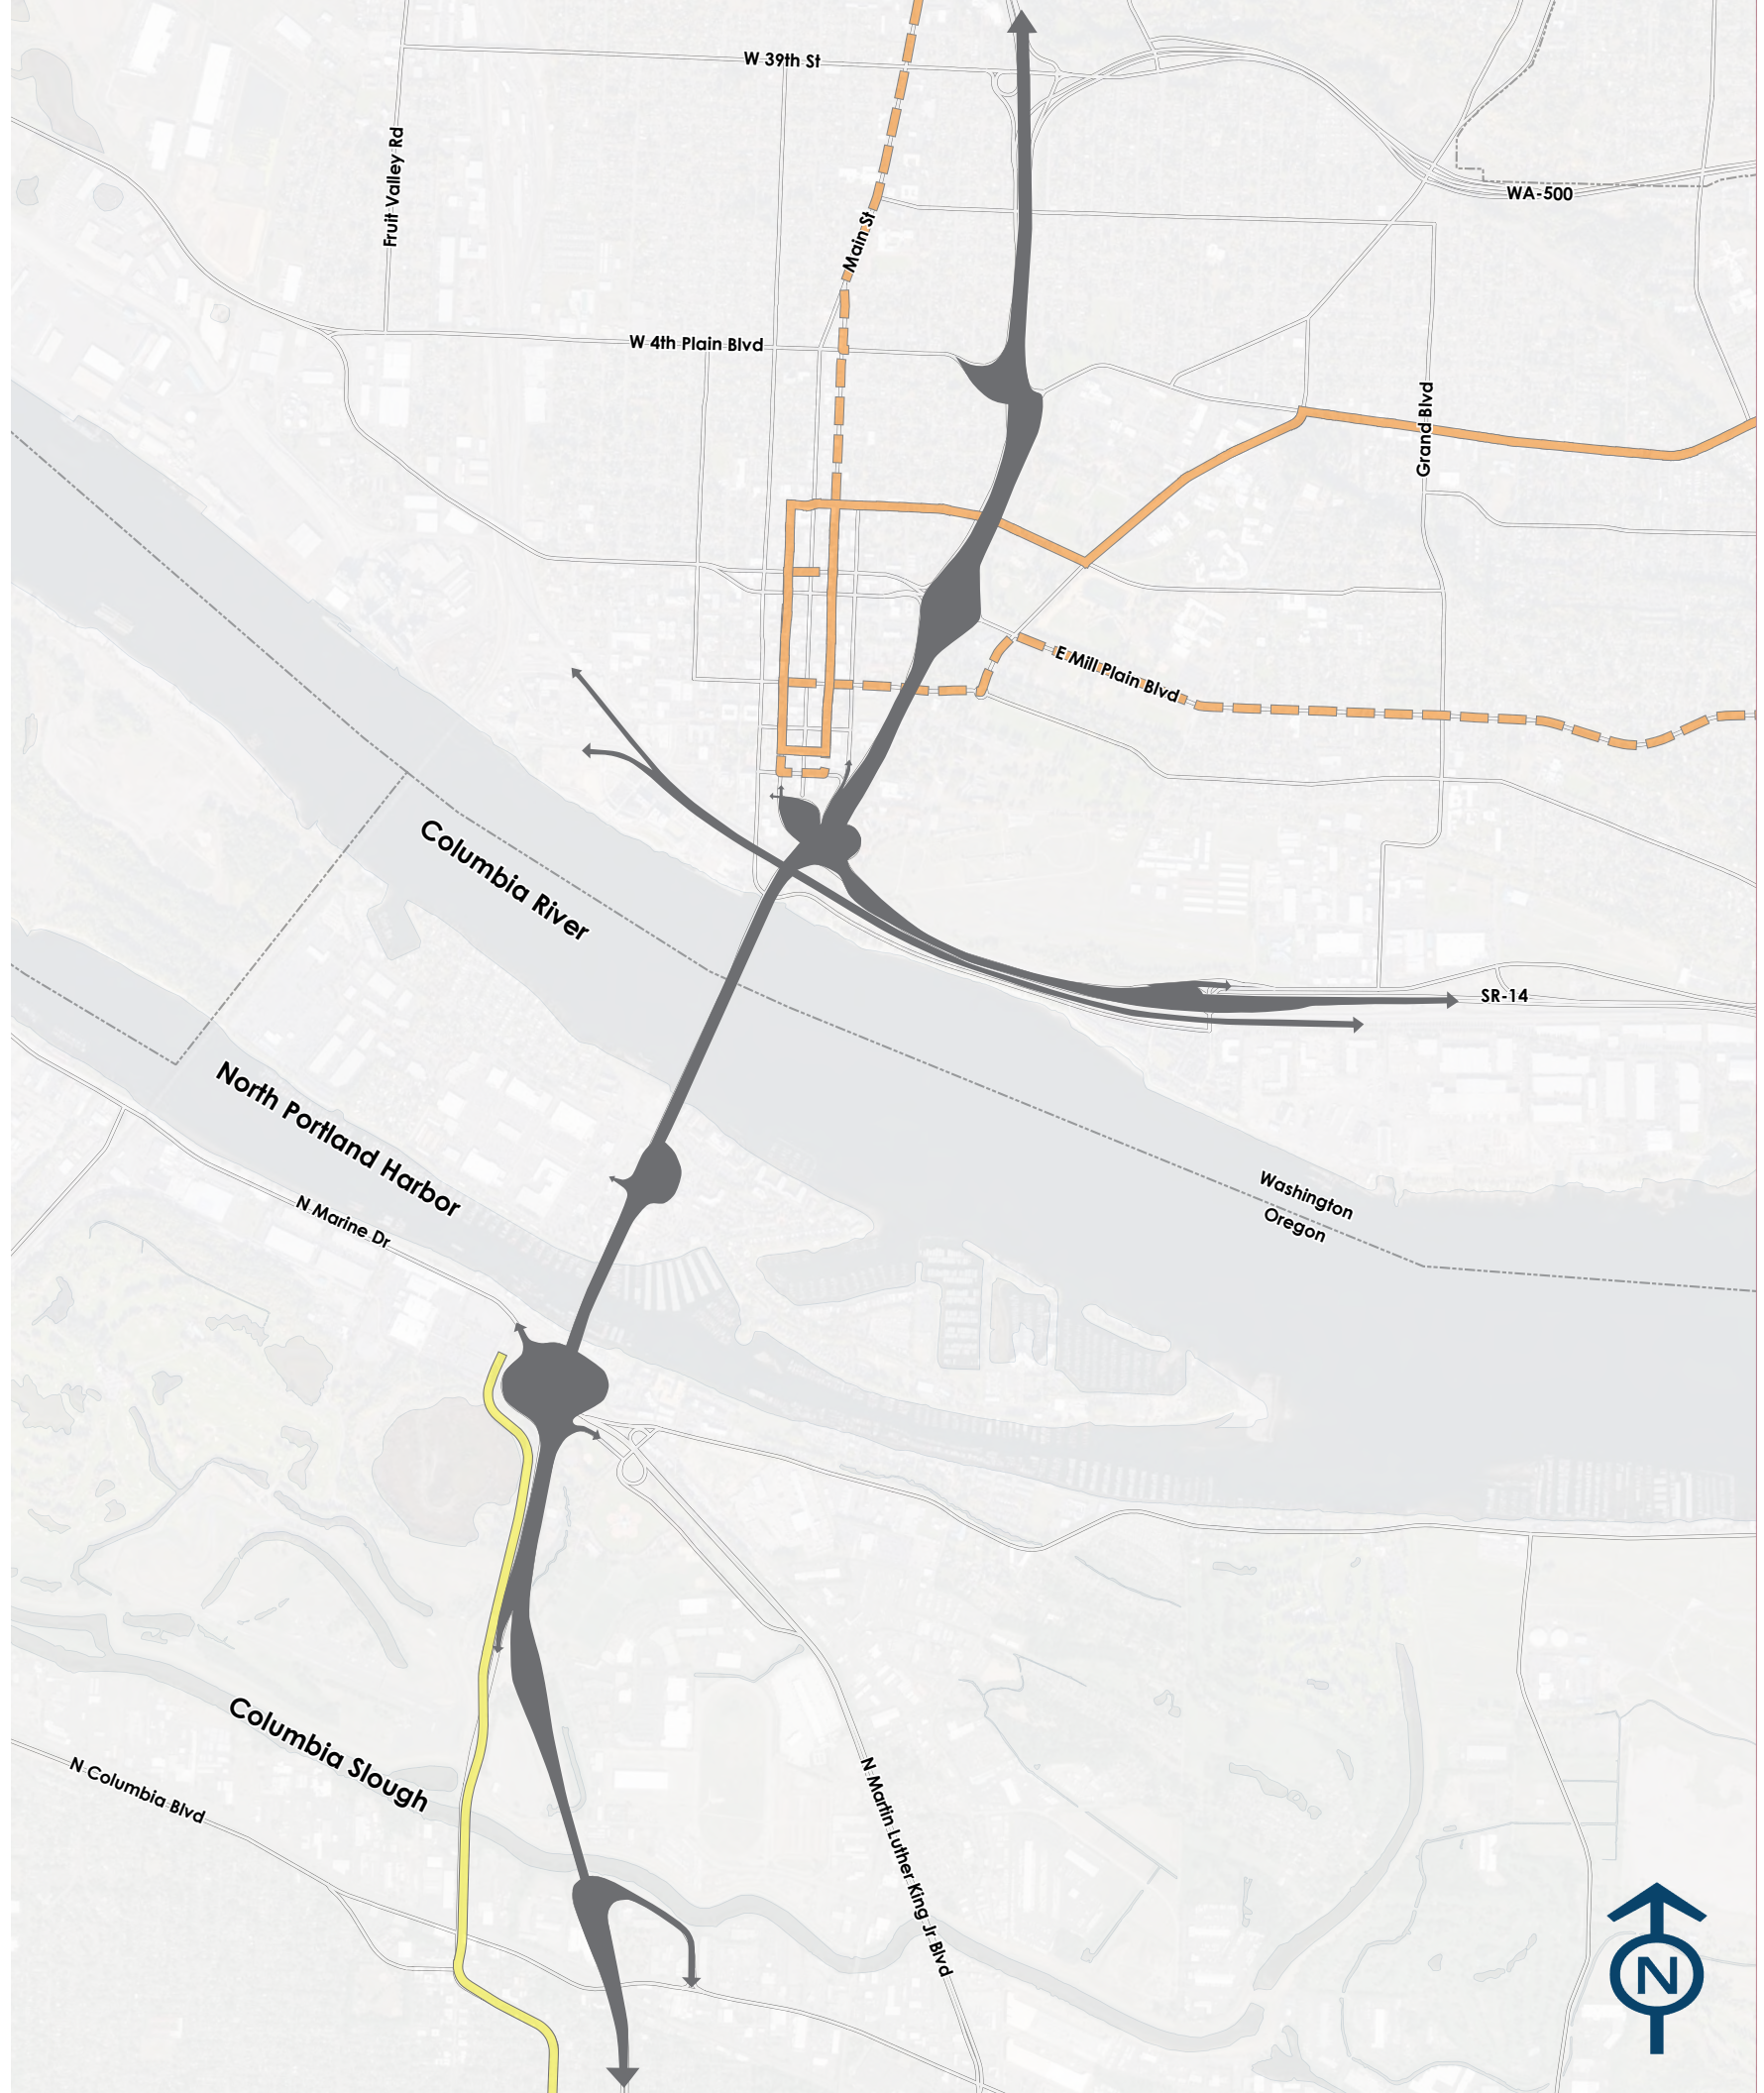 W 39th St
Fruit Valley Rd
WA-500
Main St
W 4th Plain Blvd
Grand Blvd
E Mill Plain Blvd
Columbia River
SR-14
North Portland Harbor
Washington
Oregon
N Marine Dr
Columbia Slough
N Columbia Blvd
N Martin Luther King Jr Blvd
N